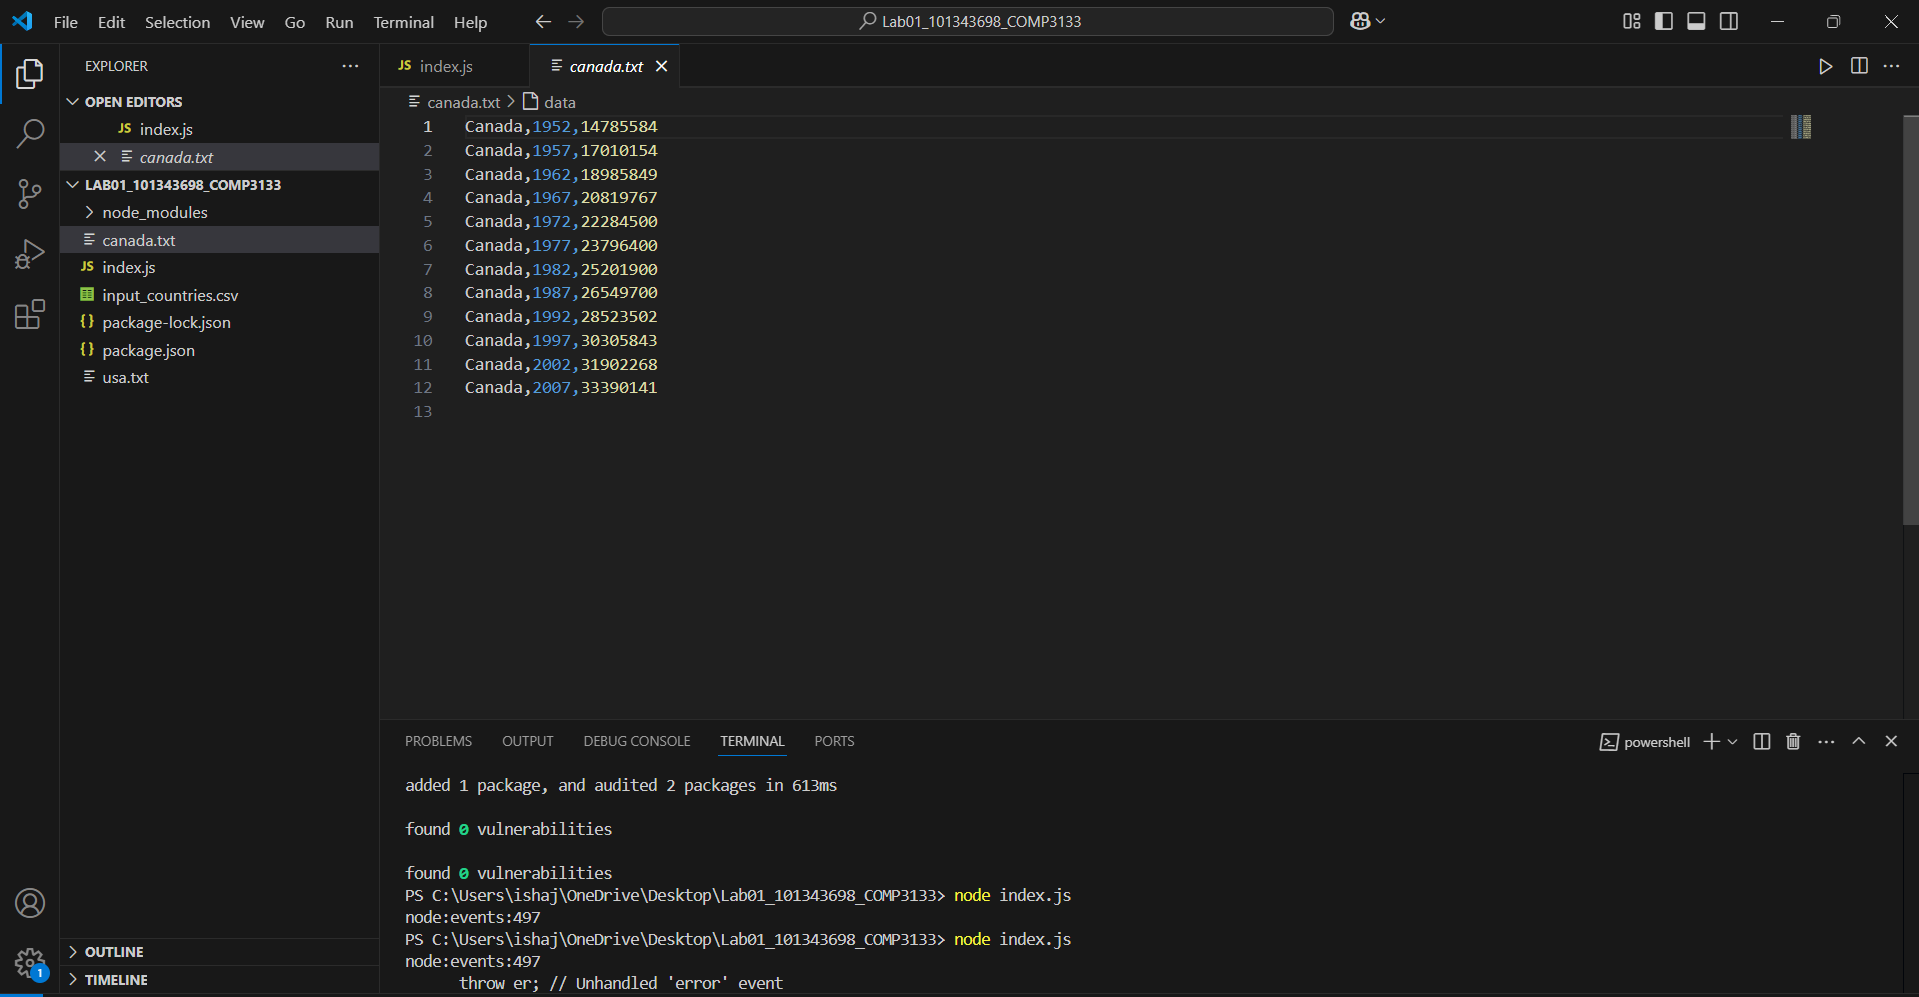 File Edit Selection View Go Run Terminal Help
Lab01_101343698_COMP3133
EXPLORER
OPEN EDITORS
JS index.js
canada.txt
LAB01_101343698_COMP3133
node_modules
canada.txt
JS index.js
input_countries.csv
{} package-lock.json
{} package.json
usa.txt
OUTLINE
1
TIMELINE
JS index.js
canada.txt
canada.txt > data
1 Canada,1952,14785584
2 Canada,1957,17010154
3 Canada,1962,18985849
4 Canada,1967,20819767
5 Canada,1972,22284500
6 Canada,1977,23796400
7 Canada,1982,25201900
8 Canada,1987,26549700
9 Canada,1992,28523502
10 Canada,1997,30305843
11 Canada,2002,31902268
12 Canada,2007,33390141
13
PROBLEMS OUTPUT DEBUG CONSOLE TERMINAL PORTS
powershell
added 1 package, and audited 2 packages in 613ms
found 0 vulnerabilities
found 0 vulnerabilities
PS C:\Users\ishaj\OneDrive\Desktop\Lab01_101343698_COMP3133> node index.js
node:events:497
PS C:\Users\ishaj\OneDrive\Desktop\Lab01_101343698_COMP3133> node index.js
node:events:497
throw er; // Unhandled 'error' event